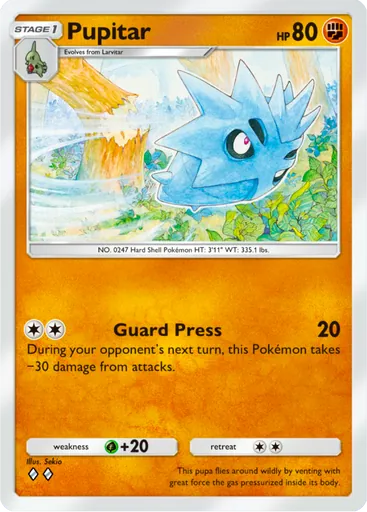 STAGE 1 Pupitar HP 80
Evolves from Larvitar
NO. 0247 Hard Shell Pokémon HT: 3'11" WT: 335.1 lbs.
Guard Press 20
During your opponent's next turn, this Pokémon takes
−30 damage from attacks.
weakness +20 retreat
Illus. Sekio
This pupa flies around wildly by venting with
great force the gas pressurized inside its body.